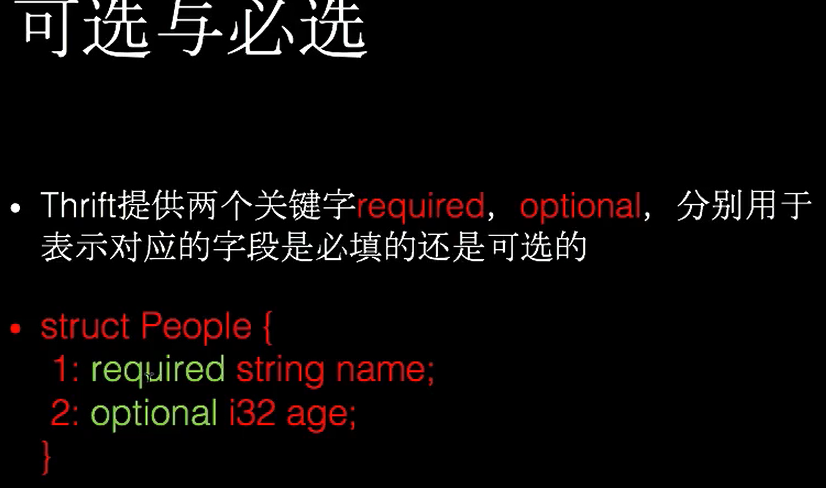 可选与必选
• Thrift提供两个关键字required，optional，分别用于
表示对应的字段是必填的还是可选的
• struct People {
1: required string name;
2: optional i32 age;
}